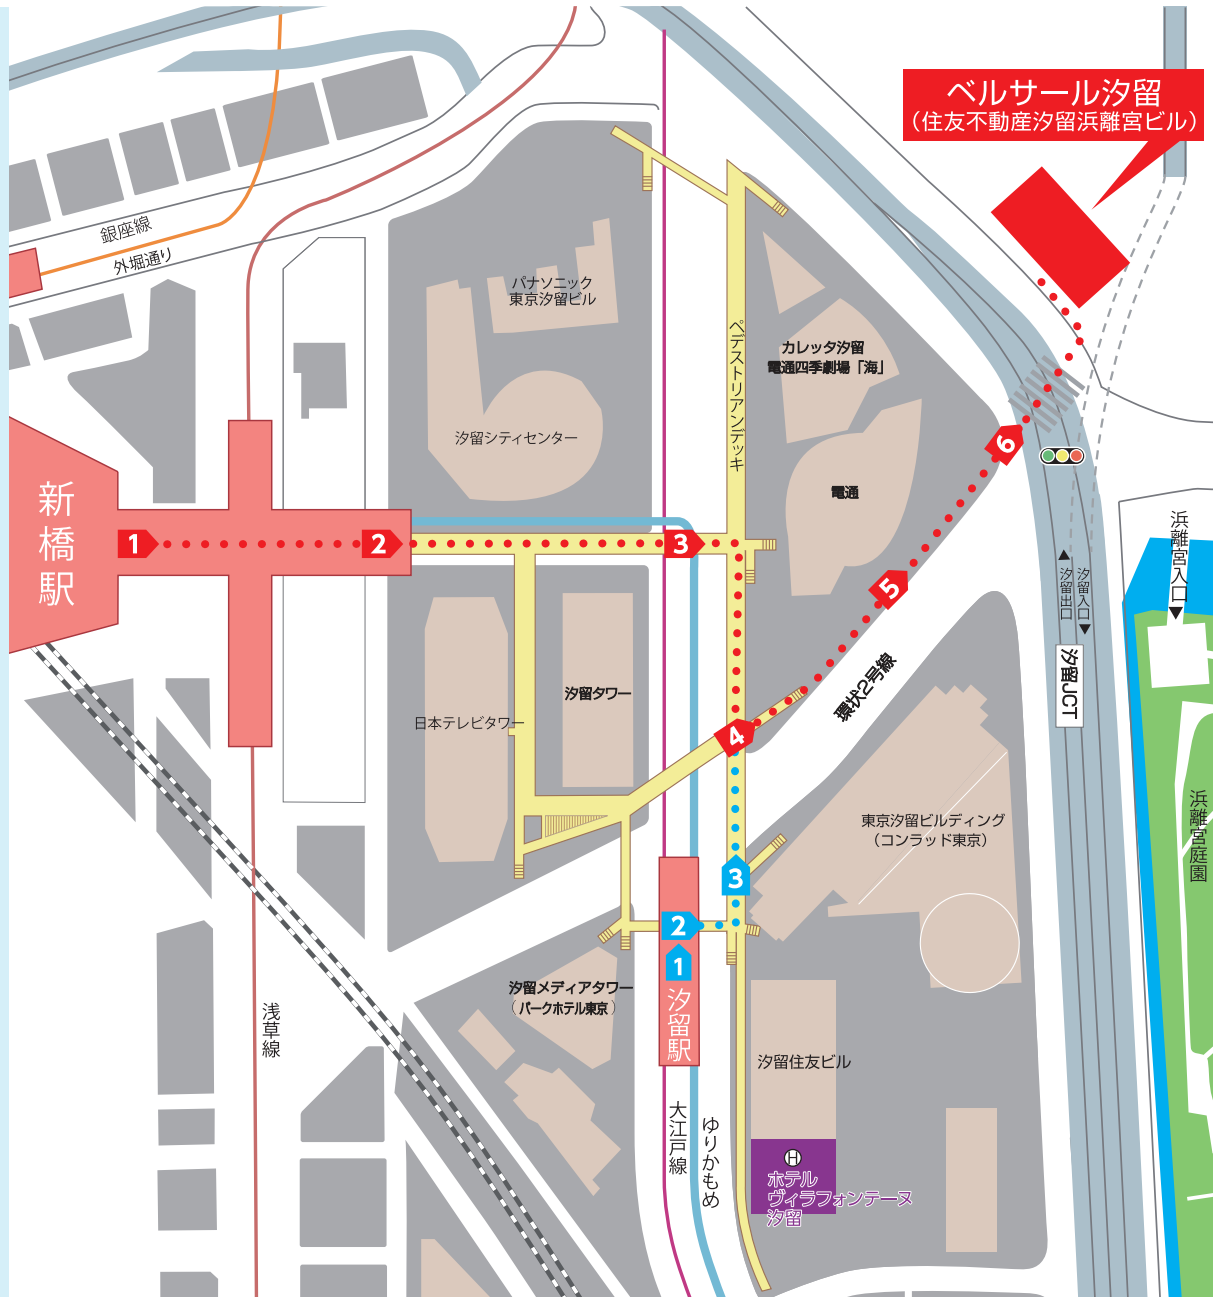 ベルサール汐留
（住友不動産汐留浜離宮ビル）
銀座線
外堀通り
パナソニック
東京汐留ビル
ペデストリアンデッキ
カレッタ汐留
電通四季劇場「海」
汐留シティセンター
電通
新橋駅
1
2
3
6
5
4
浜離宮入口▼
▲汐留出口
汐留入口▼
汐留JCT
環状2号線
汐留タワー
日本テレビタワー
東京汐留ビルディング
（コンラッド東京）
浜離宮庭園
3
2
1
汐留駅
汐留メディアタワー
（パークホテル東京）
浅草線
汐留住友ビル
大江戸線
ゆりかもめ
H
ホテル
ヴィラフォンテーヌ
汐留